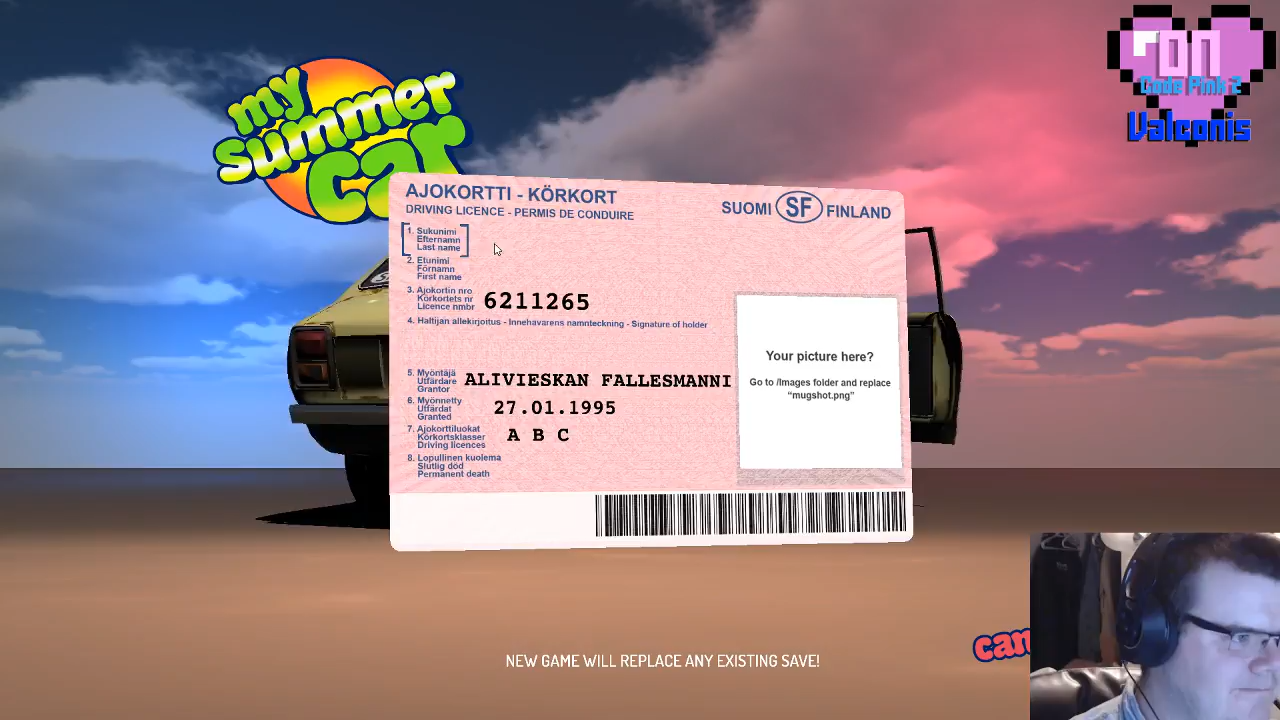 ON
Code Pink 2
Valconis
my
summer
car
AJOKORTTI - KÖRKORT
DRIVING LICENCE - PERMIS DE CONDUIRE
SUOMI SF FINLAND
1. Sukunimi
Efternamn
Last name
2. Etunimi
Förnamn
First name
3. Ajokortin nro
Körkortets nr
Licence nmbr
6211265
4. Haltijan allekirjoitus - Innehavarens namnteckning - Signature of holder
5. Myöntäjä
Utfärdare
Grantor
ALIVIESKAN FALLESMANNI
6. Myönnetty
Utfärdat
Granted
27.01.1995
7. Ajokorttiluokat
Körkortsklasser
Driving licences
A B C
8. Lopullinen kuolema
Slutlig död
Permanent death
Your picture here?
Go to /Images folder and replace
"mugshot.png"
NEW GAME WILL REPLACE ANY EXISTING SAVE!